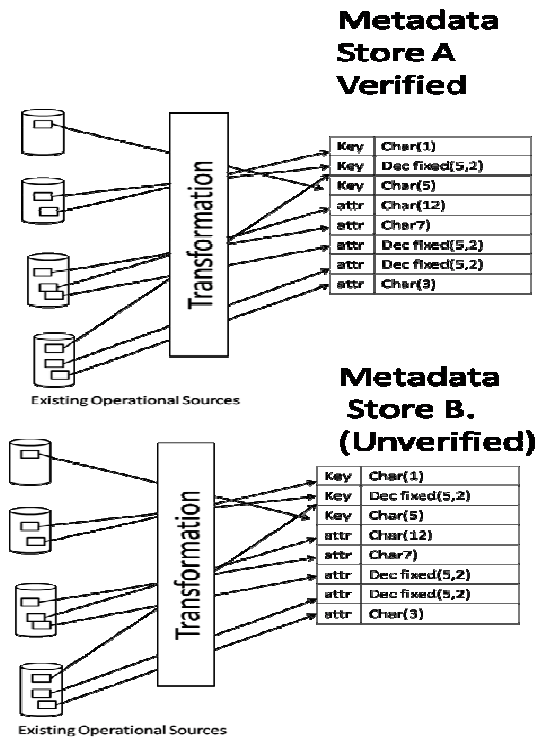 Metadata
Store A
Verified
Transformation
Key Char(1)
Key Dec fixed(5,2)
Key Char(5)
attr Char(12)
attr Char7)
attr Dec fixed(5,2)
attr Dec fixed(5,2)
attr Char(3)
Existing Operational Sources
Metadata
Store B.
(Unverified)
Transformation
Key Char(1)
Key Dec fixed(5,2)
Key Char(5)
attr Char(12)
attr Char7)
attr Dec fixed(5,2)
attr Dec fixed(5,2)
attr Char(3)
Existing Operational Sources